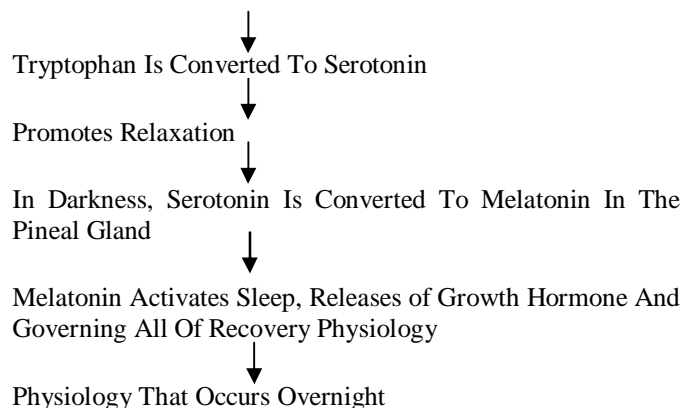 Tryptophan Is Converted To Serotonin
Promotes Relaxation
In Darkness, Serotonin Is Converted To Melatonin In The
Pineal Gland
Melatonin Activates Sleep, Releases of Growth Hormone And
Governing All Of Recovery Physiology
Physiology That Occurs Overnight